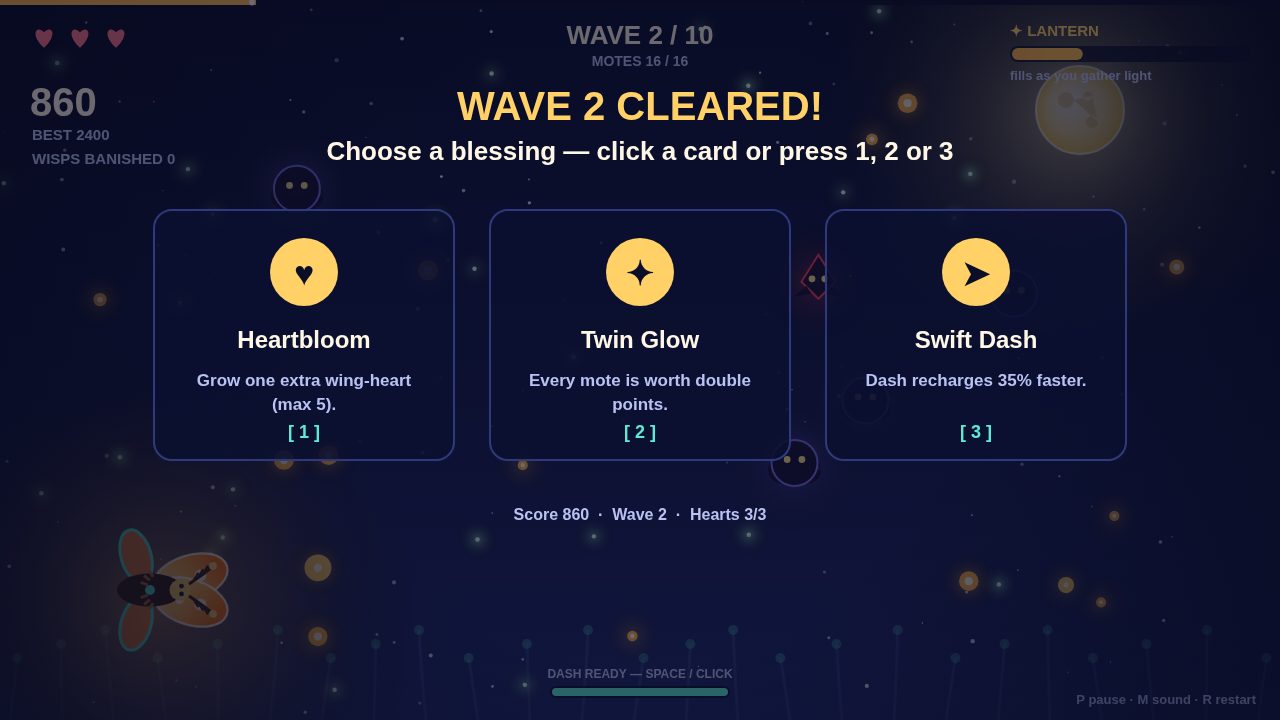 WAVE 2 / 10
MOTES 16 / 16
✦ LANTERN
fills as you gather light
860
BEST 2400
WISPS BANISHED 0
WAVE 2 CLEARED!
Choose a blessing — click a card or press 1, 2 or 3
Heartbloom
Grow one extra wing-heart
(max 5).
[ 1 ]
Twin Glow
Every mote is worth double
points.
[ 2 ]
Swift Dash
Dash recharges 35% faster.
[ 3 ]
Score 860 · Wave 2 · Hearts 3/3
DASH READY — SPACE / CLICK
P pause · M sound · R restart